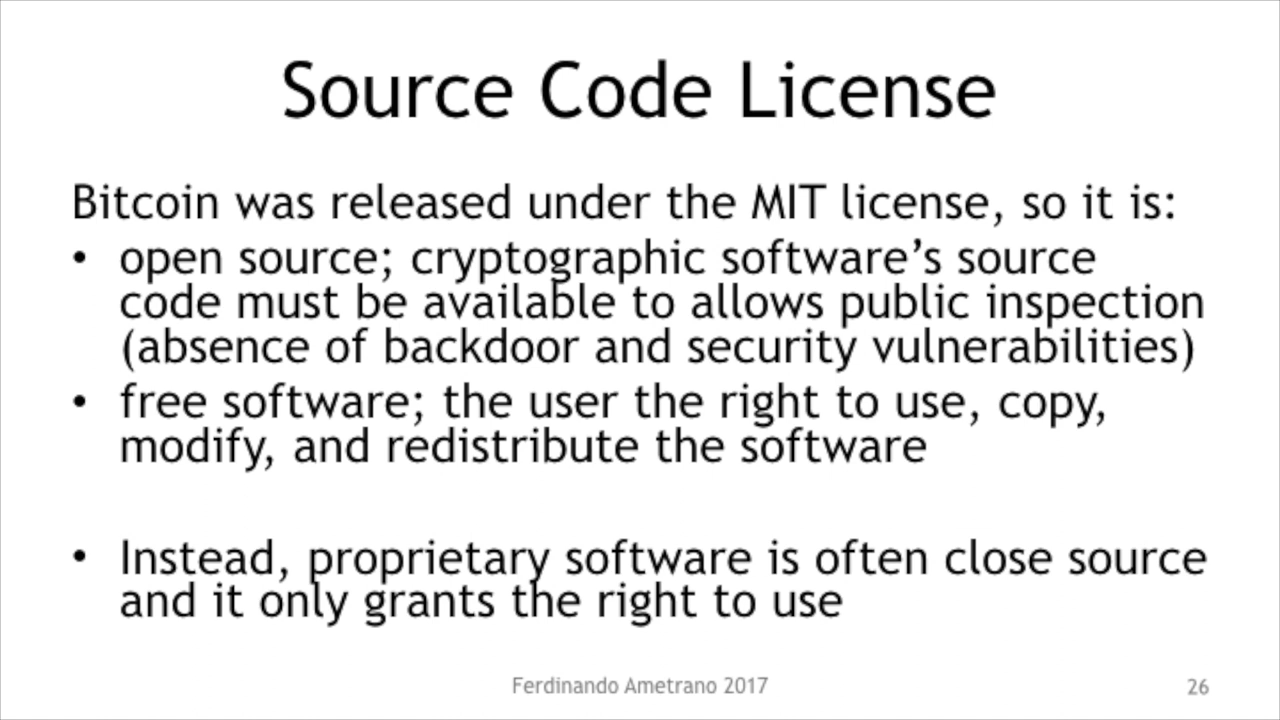 Source Code License
Bitcoin was released under the MIT license, so it is:
• open source; cryptographic software’s source
code must be available to allows public inspection
(absence of backdoor and security vulnerabilities)
• free software; the user the right to use, copy,
modify, and redistribute the software
• Instead, proprietary software is often close source
and it only grants the right to use
Ferdinando Ametrano 2017
26